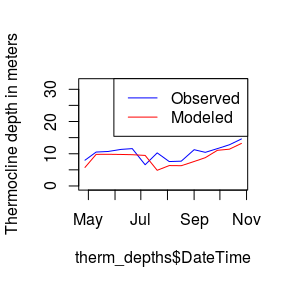 Thermocline depth in meters
30
20
10
0
Observed
Modeled
May Jul Sep Nov
therm_depths$DateTime